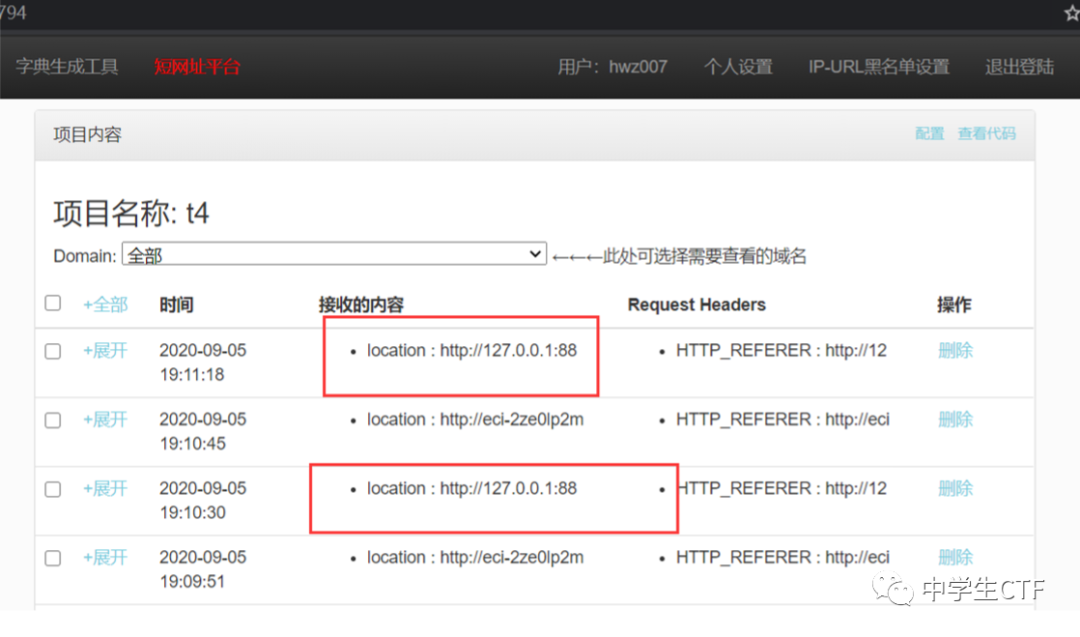 794
字典生成工具 短网址平台 用户：hwz007 个人设置 IP-URL黑名单设置 退出登陆
项目内容 配置 查看代码
项目名称: t4
Domain: 全部 ←←←此处可选择需要查看的域名
+全部 时间 接收的内容 Request Headers 操作
+展开 2020-09-05 • location : http://127.0.0.1:88 • HTTP_REFERER : http://12 删除
19:11:18
+展开 2020-09-05 • location : http://eci-2ze0lp2m • HTTP_REFERER : http://eci 删除
19:10:45
+展开 2020-09-05 • location : http://127.0.0.1:88 • HTTP_REFERER : http://12 删除
19:10:30
+展开 2020-09-05 • location : http://eci-2ze0lp2m • HTTP_REFERER : http://eci 删除
19:09:51
中学生CTF